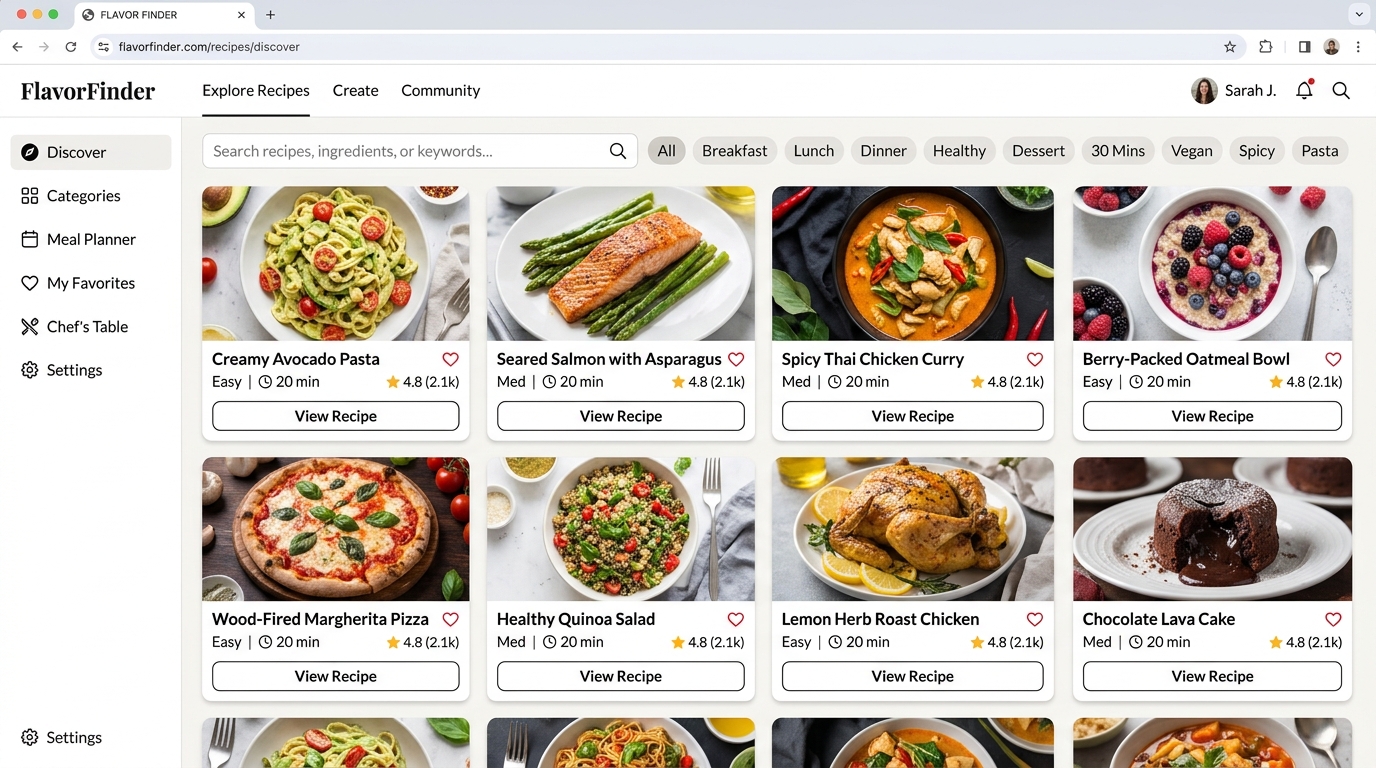 FLAVOR FINDER
flavorfinder.com/recipes/discover
FlavorFinder
Explore Recipes Create Community
Sarah J.
Discover
Categories
Meal Planner
My Favorites
Chef's Table
Settings
Settings
Search recipes, ingredients, or keywords...
All Breakfast Lunch Dinner Healthy Dessert 30 Mins Vegan Spicy Pasta
Creamy Avocado Pasta
Easy | 20 min 4.8 (2.1k)
View Recipe
Seared Salmon with Asparagus
Med | 20 min 4.8 (2.1k)
View Recipe
Spicy Thai Chicken Curry
Med | 20 min 4.8 (2.1k)
View Recipe
Berry-Packed Oatmeal Bowl
Easy | 20 min 4.8 (2.1k)
View Recipe
Wood-Fired Margherita Pizza
Easy | 20 min 4.8 (2.1k)
View Recipe
Healthy Quinoa Salad
Med | 20 min 4.8 (2.1k)
View Recipe
Lemon Herb Roast Chicken
Easy | 20 min 4.8 (2.1k)
View Recipe
Chocolate Lava Cake
Med | 20 min 4.8 (2.1k)
View Recipe